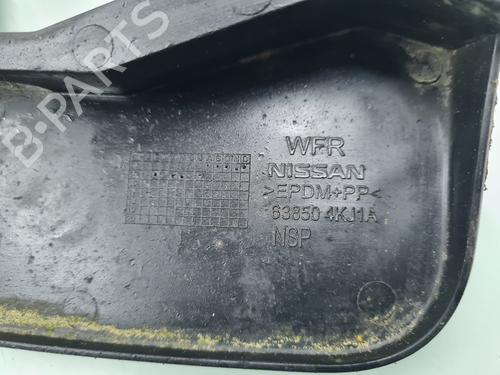 B-PARTS
WFR
NISSAN
>EPDM+PP<
63850 4KJ1A
NSP